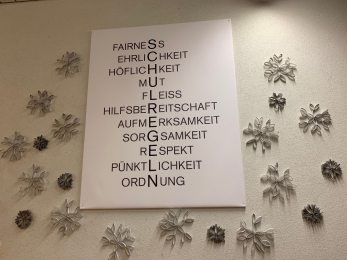 FAIRNESS
EHRLICHKEIT
HÖFLICHKEIT
MUT
FLEISS
HILFSBEREITSCHAFT
AUFMERKSAMKEIT
SORGSAMKEIT
RESPEKT
PÜNKTLICHKEIT
ORDNUNG